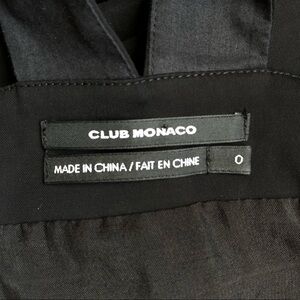 CLUB MONACO
MADE IN CHINA / FAIT EN CHINE 0